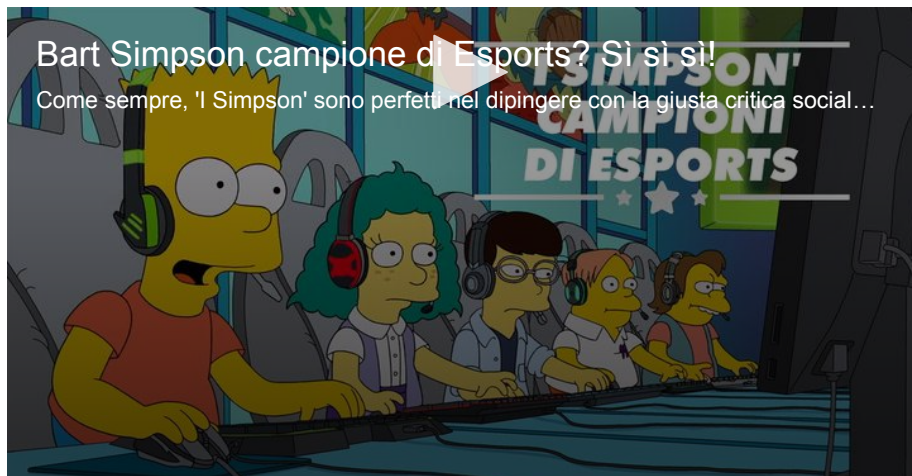 Bart Simpson campione di Esports? Sì sì sì!
Come sempre, 'I Simpson' sono perfetti nel dipingere con la giusta critica social…
'I SIMPSON'
CAMPIONI
DI ESPORTS